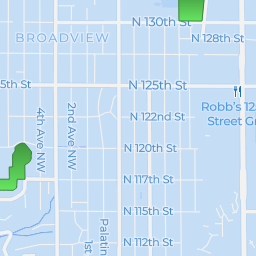 N 130th St
BROADVIEW
N 128th St
5th St
N 125th St
Robb's 12
Street Gr
4th Ave NW
2nd Ave NW
N 122nd St
N 120th St
N 117th St
Palatin
1st
N 115th St
N 112th St